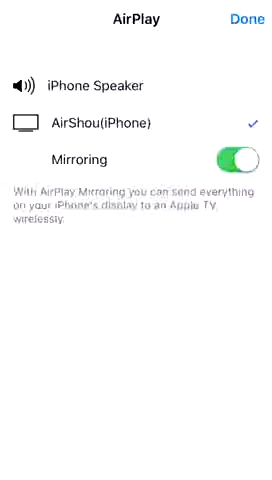 AirPlay
Done
iPhone Speaker
AirShou(iPhone)
Mirroring
With AirPlay Mirroring you can send everything
on your iPhone's display to an Apple TV,
wirelessly.